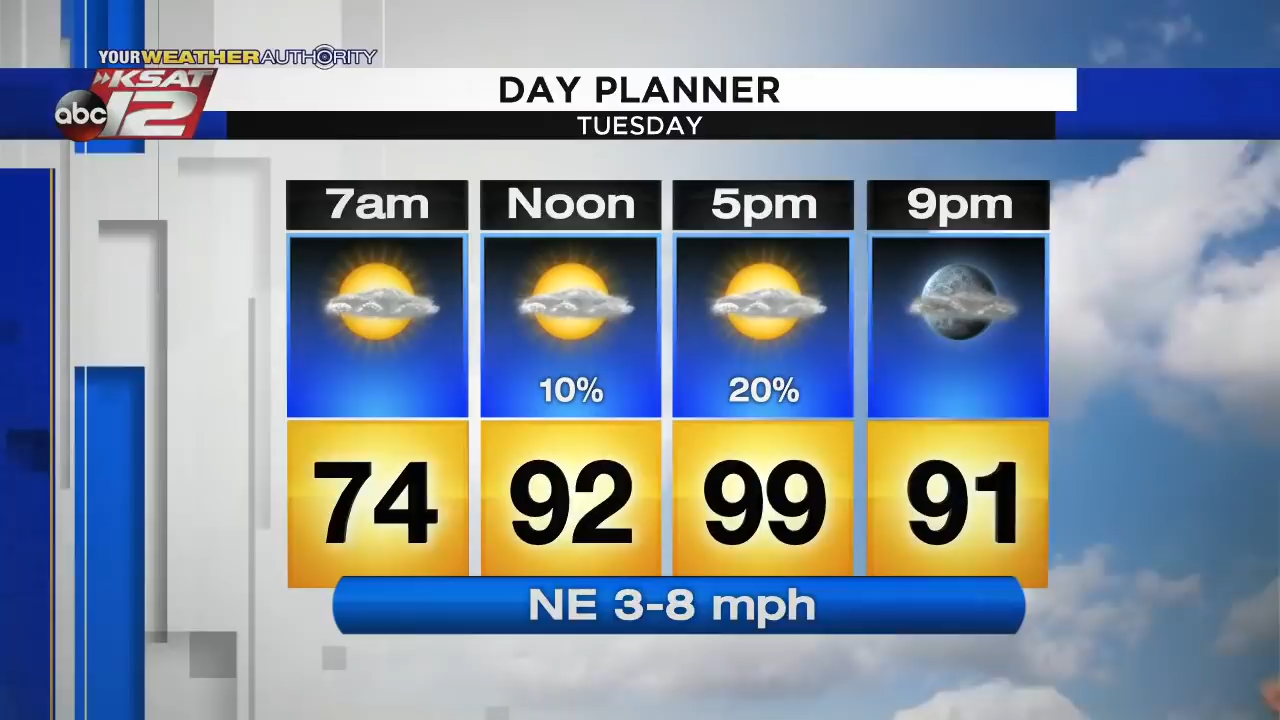 YOURWEATHERAUTHORITY
KSAT
abc 12
DAY PLANNER
TUESDAY
7am Noon 5pm 9pm
10% 20%
74 92 99 91
NE 3-8 mph